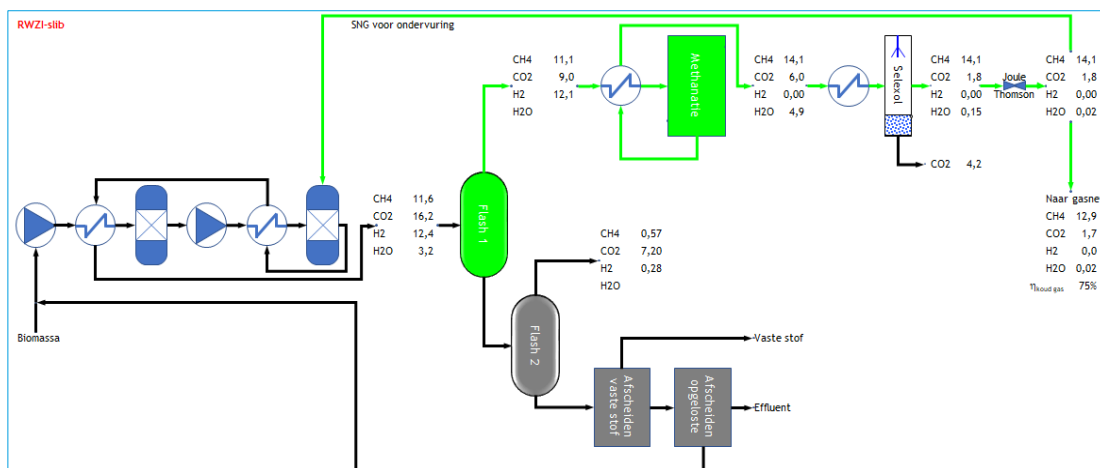 RWZI-slib
SNG voor ondervuring
CH4 11,1
CO2 9,0
H2 12,1
H2O
Methanatie
CH4 14,1
CO2 6,0
H2 0,00
H2O 4,9
Selexol
CH4 14,1
CO2 1,8
H2 0,00
H2O 0,15
Joule
Thomson
CH4 14,1
CO2 1,8
H2 0,00
H2O 0,02
CO2 4,2
CH4 11,6
CO2 16,2
H2 12,4
H2O 3,2
Flash 1
CH4 0,57
CO2 7,20
H2 0,28
H2O
Naar gasne
CH4 12,9
CO2 1,7
H2 0,0
H2O 0,02
ηkoud gas 75%
Biomassa
Flash 2
Vaste stof
Afscheiden
vaste stof
Afscheiden
opgeloste
Effluent